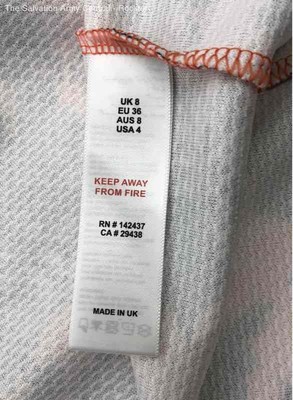 The Salvation Army
UK 8
EU 36
AUS 8
USA 4
KEEP AWAY
FROM FIRE
RN # 142437
CA # 29438
MADE IN UK